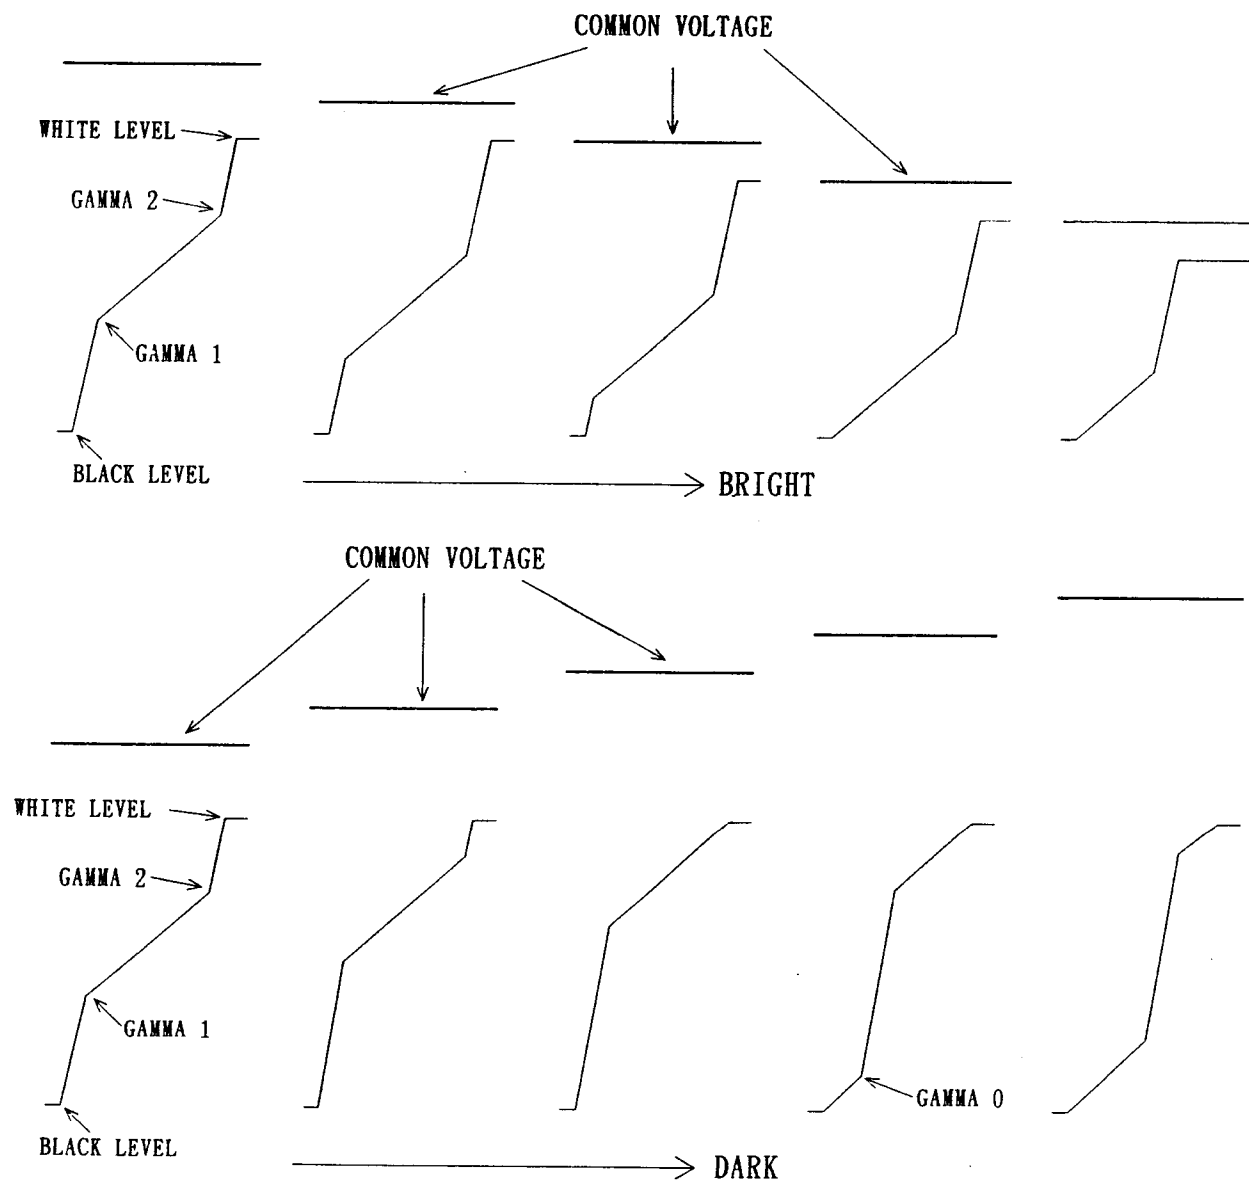 COMMON VOLTAGE
WHITE LEVEL
GAMMA 2
GAMMA 1
BLACK LEVEL
BRIGHT
COMMON VOLTAGE
WHITE LEVEL
GAMMA 2
GAMMA 1
GAMMA 0
BLACK LEVEL
DARK